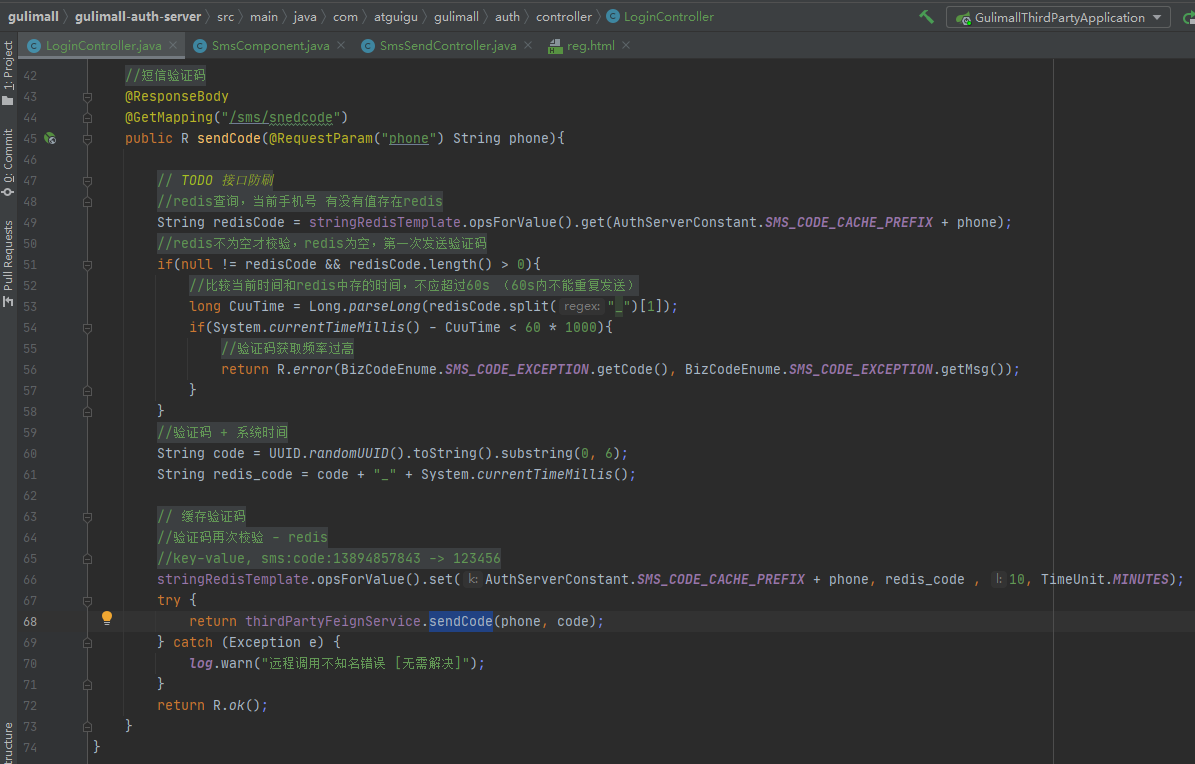 gulimall gulimall-auth-server src main java com atguigu gulimall auth controller LoginController GulimallThirdPartyApplication
LoginController.java SmsComponent.java SmsSendController.java reg.html
1: Project
0: Commit
Pull Requests
ructure
42 //短信验证码
43 @ResponseBody
44 @GetMapping("/sms/snedcode")
45 public R sendCode(@RequestParam("phone") String phone){
46
47 // TODO 接口防刷
48 //redis查询，当前手机号 有没有值存在redis
49 String redisCode = stringRedisTemplate.opsForValue().get(AuthServerConstant.SMS_CODE_CACHE_PREFIX + phone);
50 //redis不为空才校验，redis为空，第一次发送验证码
51 if(null != redisCode && redisCode.length() > 0){
52 //比较当前时间和redis中存的时间，不应超过60s （60s内不能重复发送）
53 long CuuTime = Long.parseLong(redisCode.split( regex: "_")[1]);
54 if(System.currentTimeMillis() - CuuTime < 60 * 1000){
55 //验证码获取频率过高
56 return R.error(BizCodeEnume.SMS_CODE_EXCEPTION.getCode(), BizCodeEnume.SMS_CODE_EXCEPTION.getMsg());
57 }
58 }
59 //验证码 + 系统时间
60 String code = UUID.randomUUID().toString().substring(0, 6);
61 String redis_code = code + "_" + System.currentTimeMillis();
62
63 // 缓存验证码
64 //验证码再次校验 - redis
65 //key-value, sms:code:13894857843 -> 123456
66 stringRedisTemplate.opsForValue().set( k: AuthServerConstant.SMS_CODE_CACHE_PREFIX + phone, redis_code , l: 10, TimeUnit.MINUTES);
67 try {
68 return thirdPartyFeignService.sendCode(phone, code);
69 } catch (Exception e) {
70 log.warn("远程调用不知名错误 [无需解决]");
71 }
72 return R.ok();
73 }
74 }